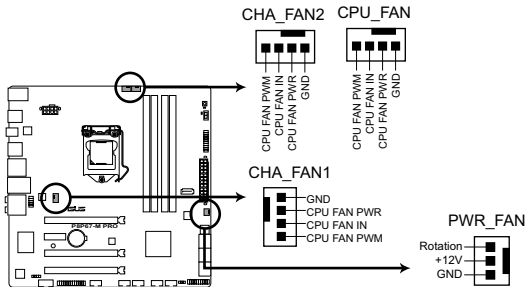 CHA_FAN2 CPU_FAN
CPU FAN PWM
CPU FAN IN
CPU FAN PWR
GND
CPU FAN PWM
CPU FAN IN
CPU FAN PWR
GND
CHA_FAN1
GND
CPU FAN PWR
CPU FAN IN
CPU FAN PWM
P8P67-M PRO
PWR_FAN
Rotation
+12V
GND